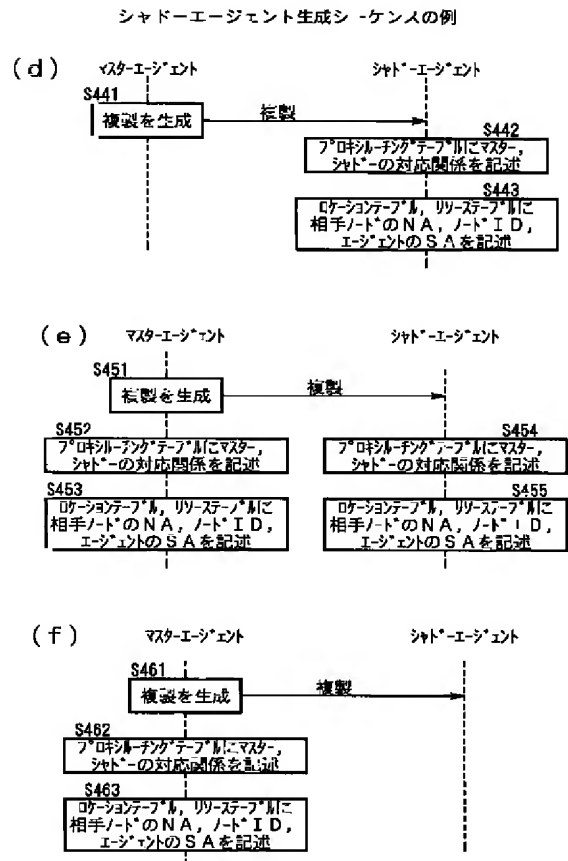 シャドーエージェント生成シーケンスの例
(d)
マスターエージェント
シャドーエージェント
S441
複製を生成
複製
S442
プロキシルーチングテーブルにマスター,
シャドーの対応関係を記述
S443
ロケーションテーブル, リソーステーブルに
相手ノードのNA, ノードID,
エージェントのSAを記述
(e)
マスターエージェント
シャドーエージェント
S451
複製を生成
複製
S452
プロキシルーチングテーブルにマスター,
シャドーの対応関係を記述
S454
プロキシルーチングテーブルにマスター,
シャドーの対応関係を記述
S453
ロケーションテーブル, リソーステーブルに
相手ノードのNA, ノードID,
エージェントのSAを記述
S455
ロケーションテーブル, リソーステーブルに
相手ノードのNA, ノードID,
エージェントのSAを記述
(f)
マスターエージェント
シャドーエージェント
S461
複製を生成
複製
S462
プロキシルーチングテーブルにマスター,
シャドーの対応関係を記述
S463
ロケーションテーブル, リソーステーブルに
相手ノードのNA, ノードID,
エージェントのSAを記述